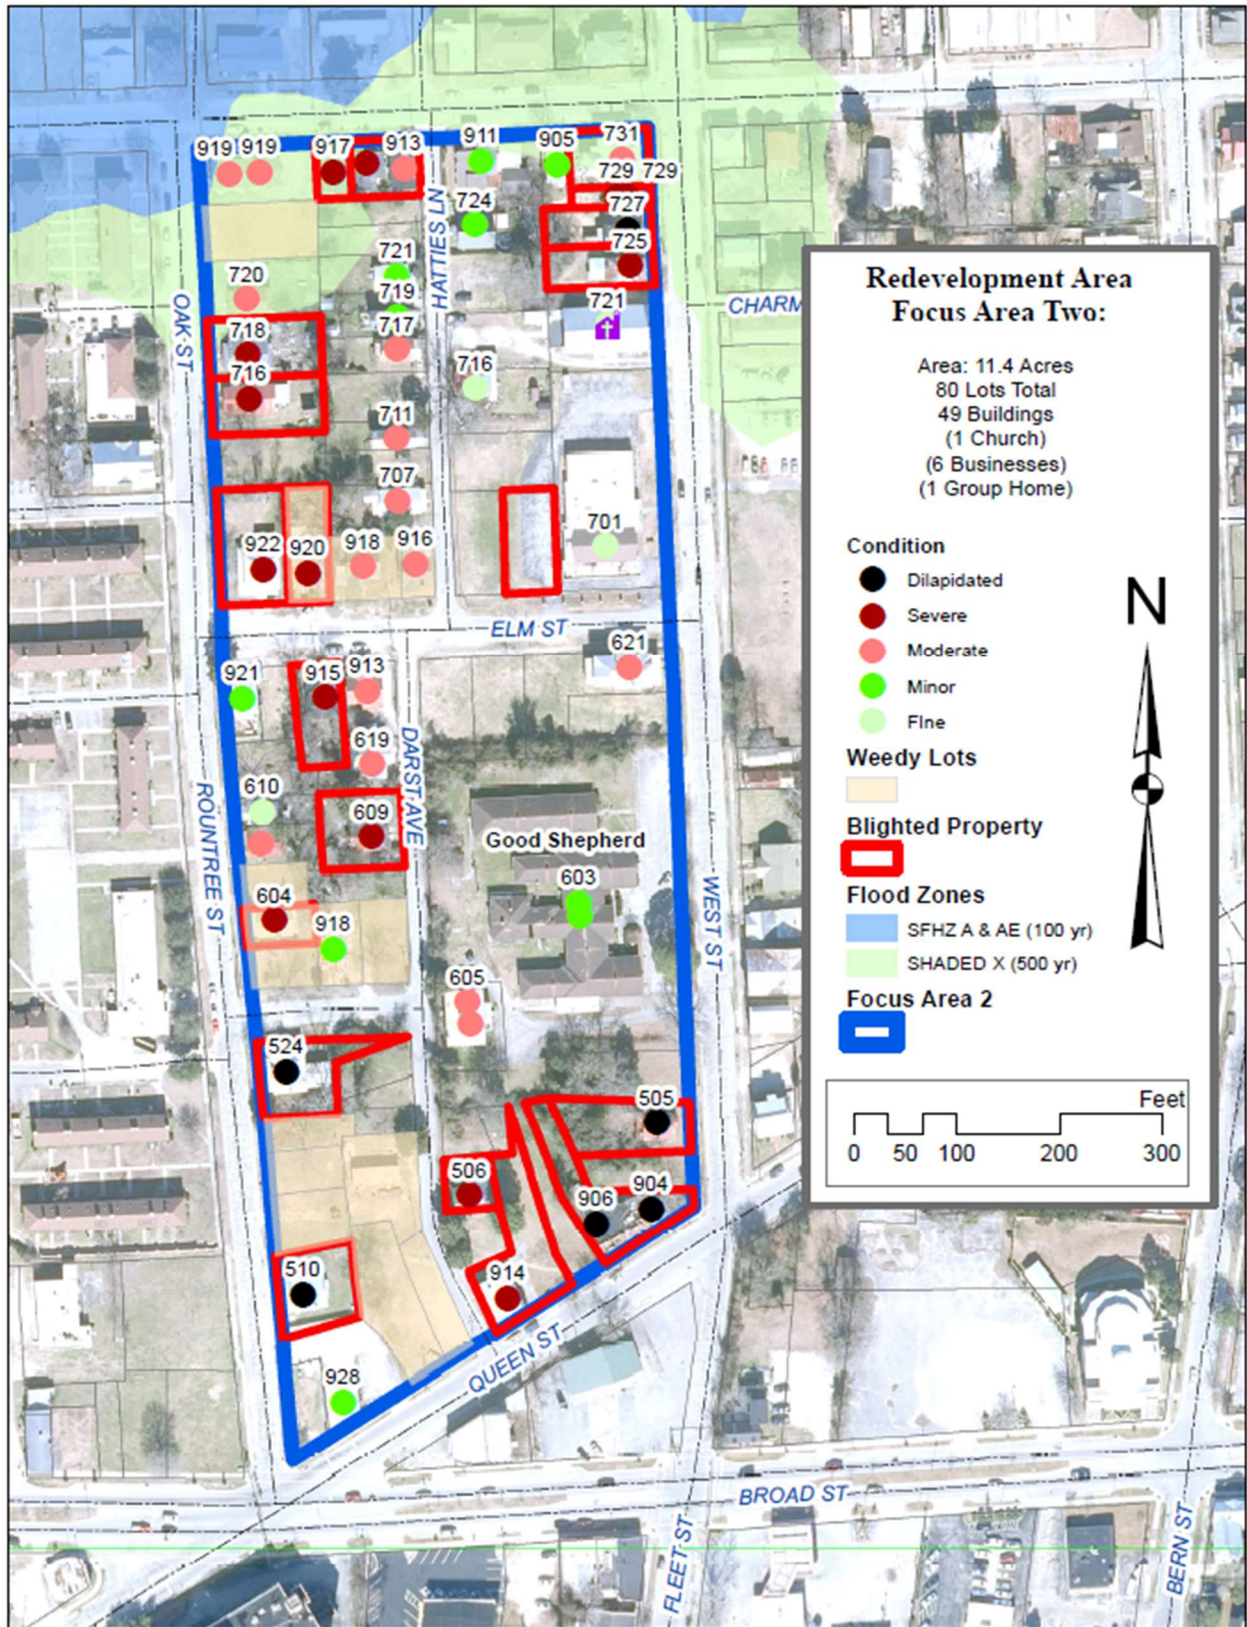 919
919
917
913
911
905
731
729
729
727
725
724
721
719
717
720
718
716
721
716
711
707
701
922
920
918
916
OAK ST
HATTIES LN
CHARM
ELM ST
621
921
915
913
619
DARST AVE
610
609
ROUNTREE ST
Good Shepherd
603
604
918
WEST ST
605
524
505
506
906
904
510
914
928
QUEEN ST
BROAD ST
FLEET ST
BERN ST
Redevelopment Area
Focus Area Two:
Area: 11.4 Acres
80 Lots Total
49 Buildings
(1 Church)
(6 Businesses)
(1 Group Home)
Condition
Dilapidated
Severe
Moderate
Minor
FIne
Weedy Lots
Blighted Property
Flood Zones
SFHZ A & AE (100 yr)
SHADED X (500 yr)
Focus Area 2
N
Feet
0 50 100 200 300